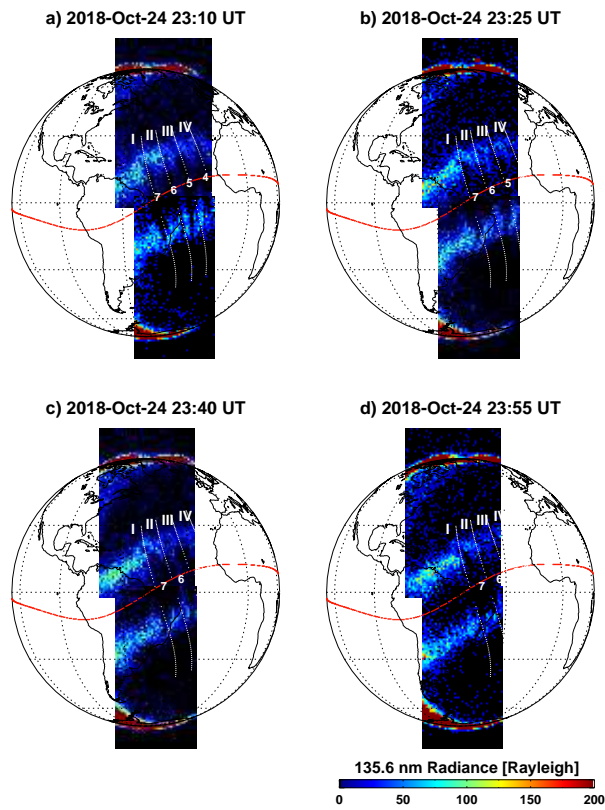 a) 2018-Oct-24 23:10 UT
I II III IV
7 6 5 4
b) 2018-Oct-24 23:25 UT
I II III IV
7 6 5
c) 2018-Oct-24 23:40 UT
I II III IV
7 6
d) 2018-Oct-24 23:55 UT
I II III IV
7 6
135.6 nm Radiance [Rayleigh]
0 50 100 150 200